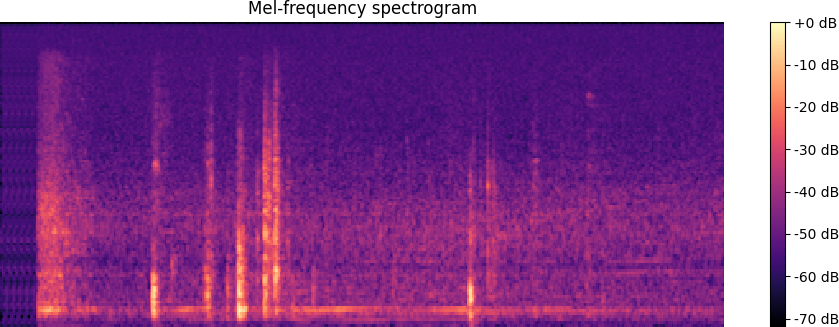 Mel-frequency spectrogram
+0 dB
-10 dB
-20 dB
-30 dB
-40 dB
-50 dB
-60 dB
-70 dB